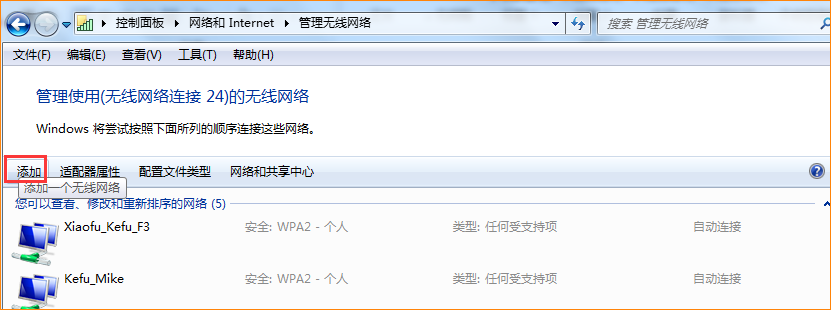 控制面板 ▸ 网络和 Internet ▸ 管理无线网络
搜索 管理无线网络
文件(F) 编辑(E) 查看(V) 工具(T) 帮助(H)
管理使用(无线网络连接 24)的无线网络
Windows 将尝试按照下面所列的顺序连接这些网络。
添加 适配器属性 配置文件类型 网络和共享中心
添加一个无线网络
您可以查看、修改和重新排序的网络 (5)
Xiaofu_Kefu_F3 安全: WPA2 - 个人 类型: 任何受支持项 自动连接
Kefu_Mike 安全: WPA2 - 个人 类型: 任何受支持项 自动连接